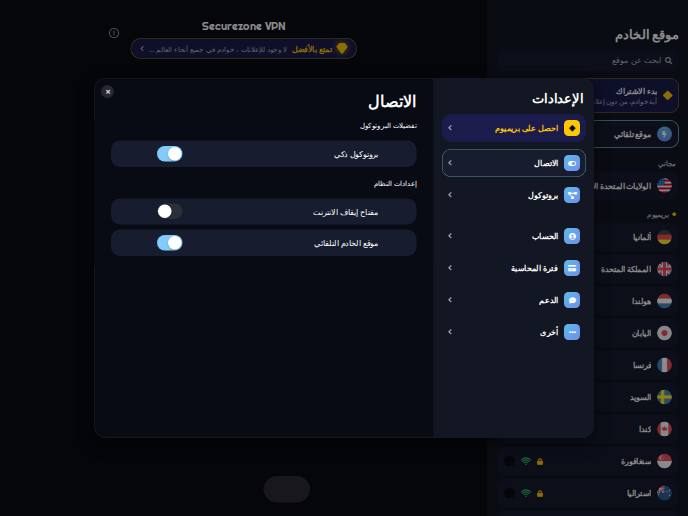 Securezone VPN
تمتع بالأفضل لا وجود للإعلانات ، خوادم في جميع أنحاء العالم ...
موقع الخادم
ابحث عن موقع
بدء الاشتراك
موقع تلقائي
مجاني
الولايات المتحدة
بريميوم
ألمانيا
المملكة المتحدة
هولندا
اليابان
فرنسا
السويد
كندا
سنغافورة
استراليا
الإعدادات
احصل على بريميوم
الاتصال
بروتوكول
الحساب
فترة المحاسبة
الدعم
أخرى
الاتصال
تفضيلات البروتوكول
بروتوكول ذكي
إعدادات النظام
مفتاح إيقاف الانترنت
موقع الخادم التلقائي